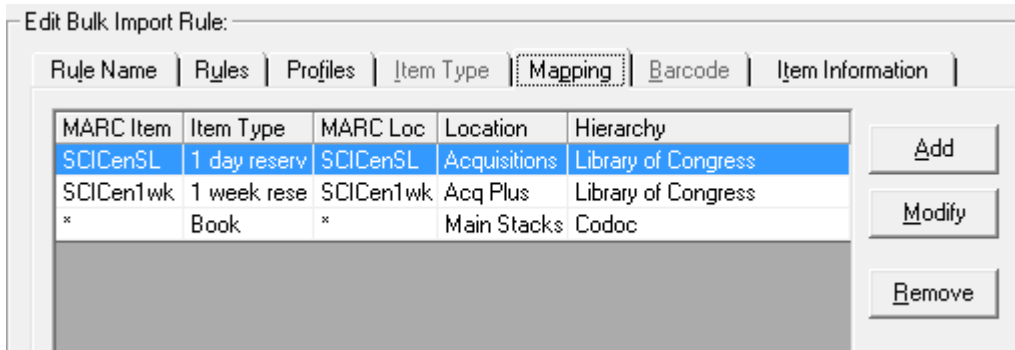 Edit Bulk Import Rule:
Rule Name Rules Profiles Item Type Mapping Barcode Item Information
MARC Item Item Type MARC Loc Location Hierarchy
SCICenSL 1 day reserv SCICenSL Acquisitions Library of Congress
SCICen1wk 1 week rese SCICen1wk Acq Plus Library of Congress
* Book * Main Stacks Codoc
Add
Modify
Remove